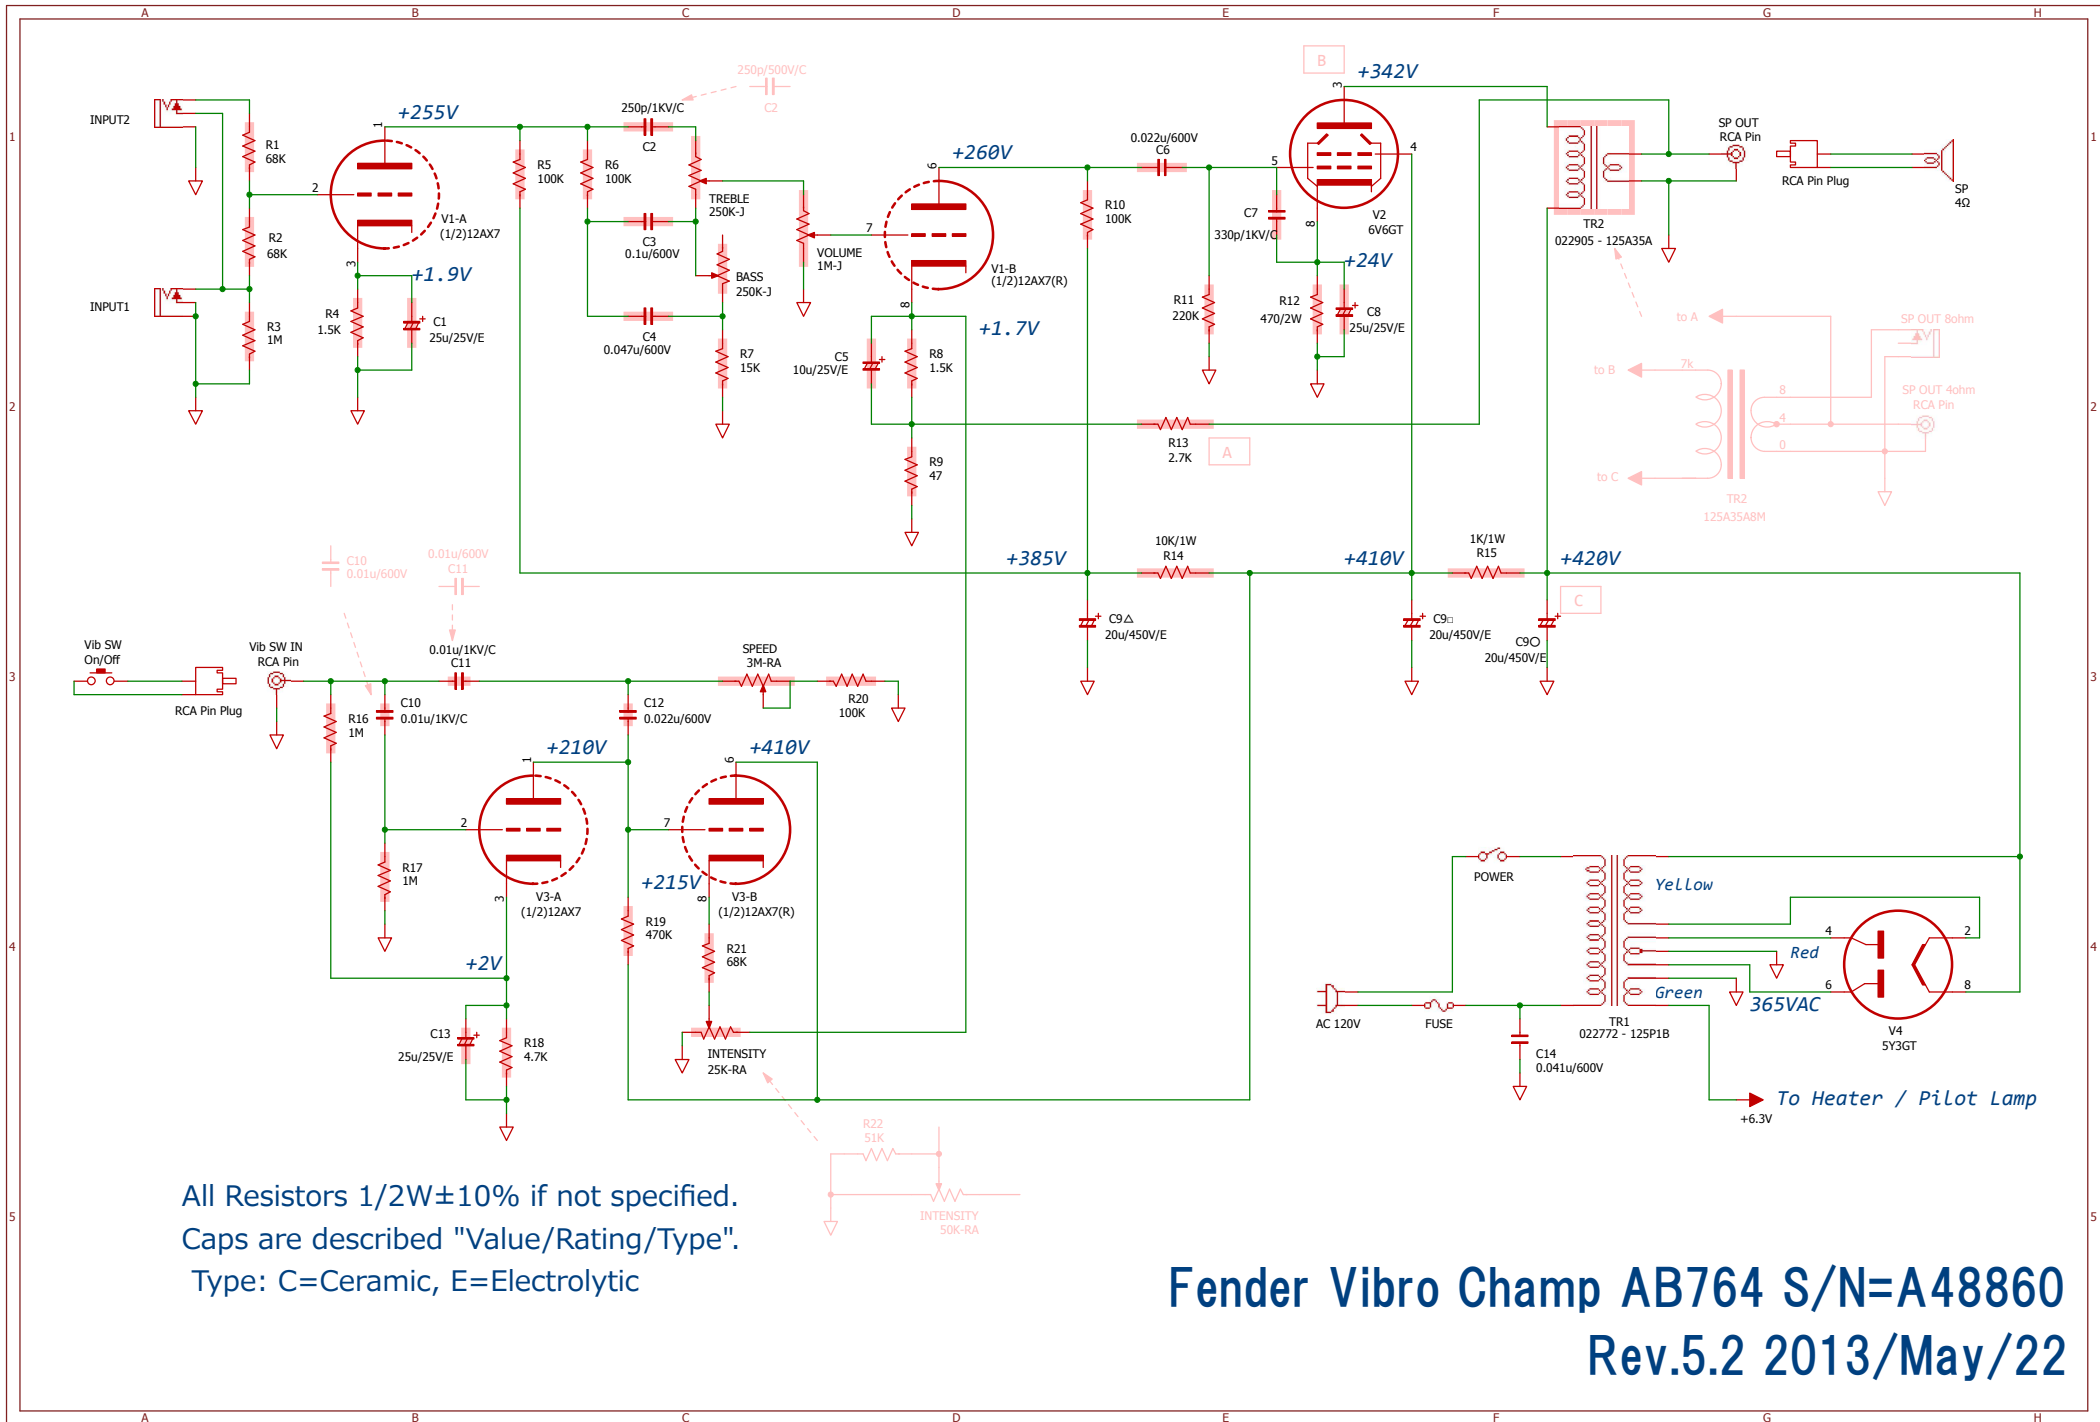 A B C D E F G H
1
2
3
4
5
INPUT2
R1
68K
R2
68K
INPUT1
R3
1M
+255V
1
2
3
V1-A
(1/2)12AX7
+1.9V
R4
1.5K
C1
25u/25V/E
R5
100K
R6
100K
250p/500V/C
C2
250p/1KV/C
C2
TREBLE
250K-J
C3
0.1u/600V
BASS
250K-J
C4
0.047u/600V
R7
15K
VOLUME
1M-J
+260V
6
7
8
V1-B
(1/2)12AX7(R)
+1.7V
C5
10u/25V/E
R8
1.5K
R9
47
R10
100K
0.022u/600V
C6
R11
220K
C7
330p/1KV/C
B
+342V
3
4
5
8
V2
6V6GT
+24V
R12
470/2W
C8
25u/25V/E
R13
2.7K
A
TR2
022905 - 125A35A
SP OUT
RCA Pin
RCA Pin Plug
SP
4Ω
to A
to B
to C
7k
8
4
0
SP OUT 8ohm
SP OUT 4ohm
RCA Pin
TR2
125A35A8M
+385V
10K/1W
R14
+410V
1K/1W
R15
+420V
C
C9△
20u/450V/E
C9□
20u/450V/E
C9○
20u/450V/E
C10
0.01u/600V
0.01u/600V
C11
Vib SW
On/Off
RCA Pin Plug
Vib SW IN
RCA Pin
0.01u/1KV/C
C11
R16
1M
C10
0.01u/1KV/C
R17
1M
C12
0.022u/600V
SPEED
3M-RA
R20
100K
+210V
1
2
3
V3-A
(1/2)12AX7
+2V
C13
25u/25V/E
R18
4.7K
+410V
6
7
8
+215V
V3-B
(1/2)12AX7(R)
R19
470K
R21
68K
INTENSITY
25K-RA
R22
51K
INTENSITY
50K-RA
POWER
AC 120V
FUSE
C14
0.041u/600V
Yellow
Red
Green
365VAC
TR1
022772 - 125P1B
4
6
2
8
V4
5Y3GT
To Heater / Pilot Lamp
+6.3V
All Resistors 1/2W±10% if not specified.
Caps are described "Value/Rating/Type".
Type: C=Ceramic, E=Electrolytic
Fender Vibro Champ AB764 S/N=A48860
Rev.5.2 2013/May/22
1
2
3
4
5
A B C D E F G H